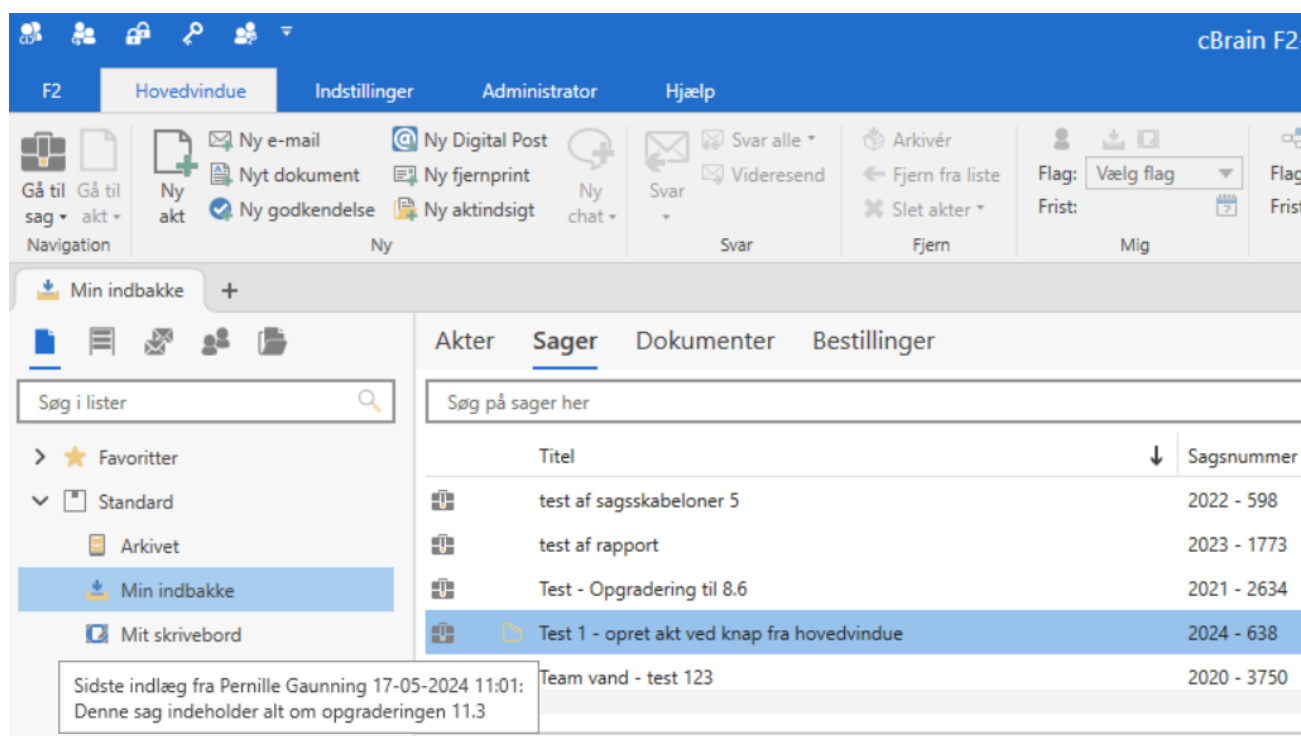 cBrain F2
F2 Hovedvindue Indstillinger Administrator Hjælp
Ny e-mail Ny Digital Post Svar alle Arkivér
Gå til sag Gå til akt Ny akt Nyt dokument Ny fjernprint Ny chat Svar Videresend Fjern fra liste Flag: Vælg flag Flag
Ny godkendelse Ny aktindsigt Slet akter Frist: 7 Frist
Navigation Ny Svar Fjern Mig
Min indbakke +
Akter Sager Dokumenter Bestillinger
Søg i lister Søg på sager her
Favoritter Titel Sagsnummer
Standard test af sagsskabeloner 5 2022 - 598
Arkivet test af rapport 2023 - 1773
Min indbakke Test - Opgradering til 8.6 2021 - 2634
Mit skrivebord Test 1 - opret akt ved knap fra hovedvindue 2024 - 638
Sidste indlæg fra Pernille Gaunning 17-05-2024 11:01: Team vand - test 123 2020 - 3750
Denne sag indeholder alt om opgraderingen 11.3